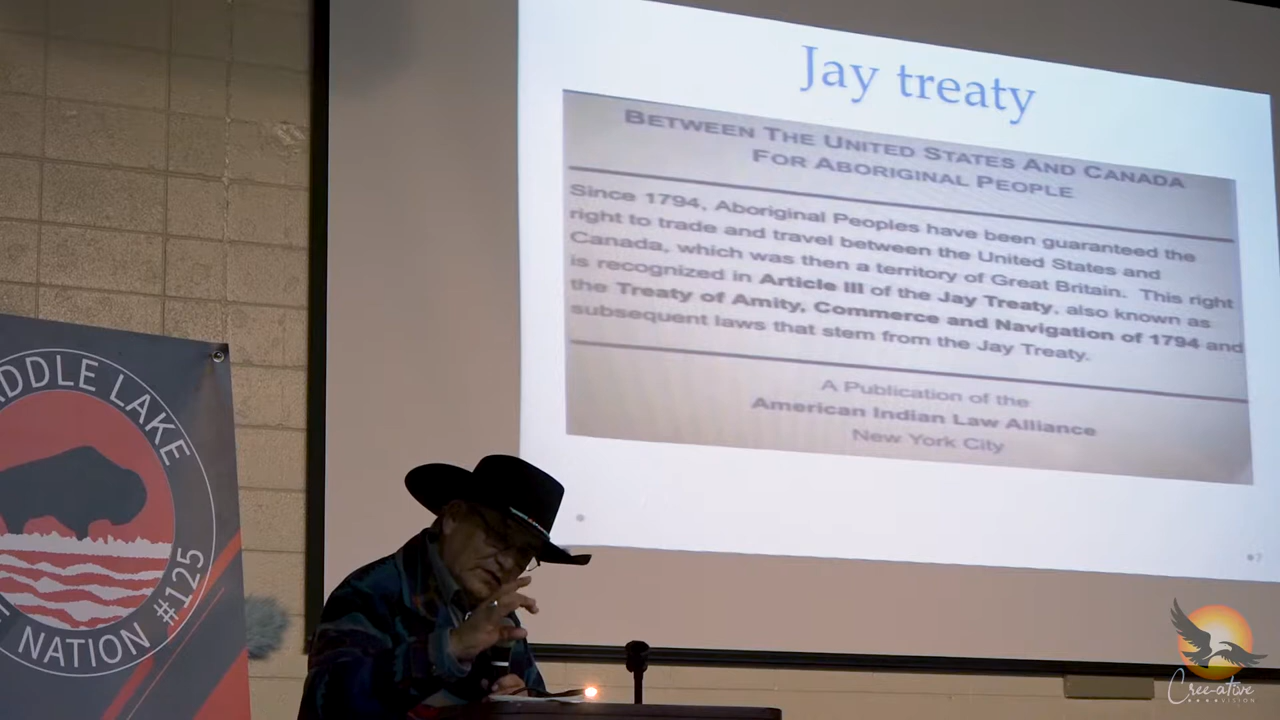 Jay treaty
BETWEEN THE UNITED STATES AND CANADA
FOR ABORIGINAL PEOPLE
Since 1794, Aboriginal Peoples have been guaranteed the
right to trade and travel between the United States and
Canada, which was then a territory of Great Britain. This right
is recognized in Article III of the Jay Treaty, also known as
the Treaty of Amity, Commerce and Navigation of 1794 and
subsequent laws that stem from the Jay Treaty.
A Publication of the
American Indian Law Alliance
New York City
7
DDLE LAKE
NATION #125
Cree-ative
VISION